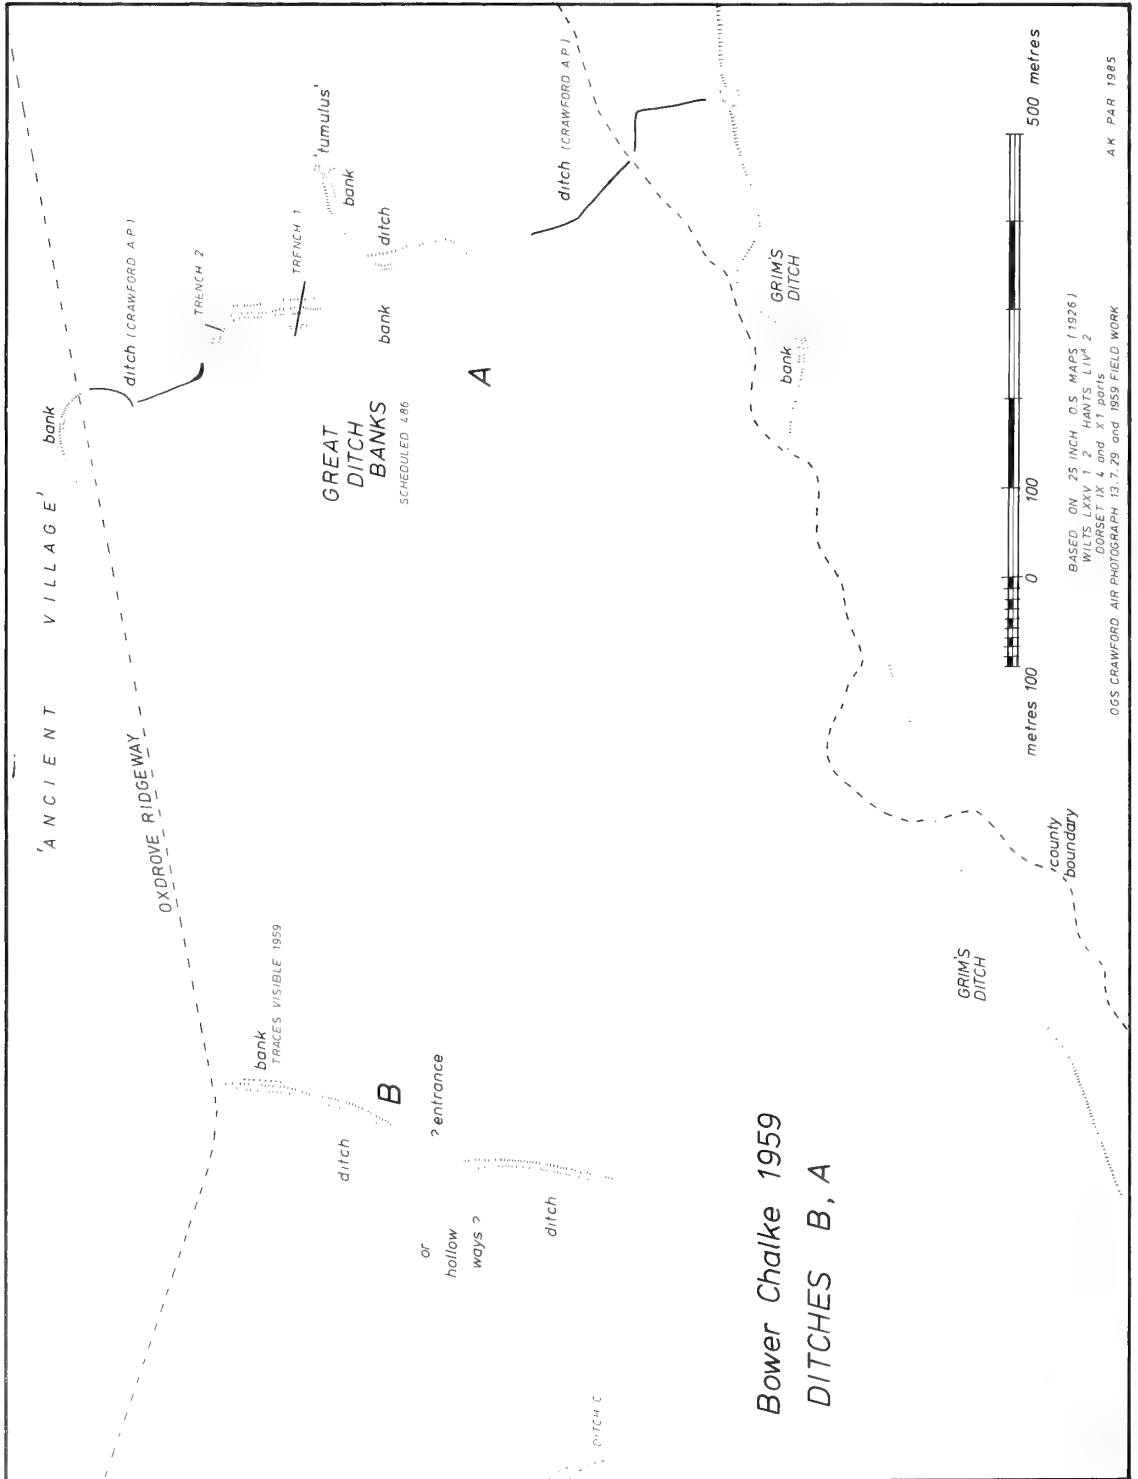 'ANCIENT VILLAGE'
bank
OXDROVE RIDGEWAY
ditch (CRAWFORD A P)
TRENCH 2
TRENCH 1
'tumulus'
bank
bank
TRACES VISIBLE 1959
GREAT
DITCH
BANKS
SCHEDULED 486
bank
ditch
ditch
B
A
? entrance
or
hollow
ways ?
ditch
ditch (CRAWFORD A P)
DITCH C
GRIM'S
DITCH
bank
Bower Chalke 1959
DITCHES B, A
GRIM'S
DITCH
'county
'boundary
metres 100
0
100
500 metres
BASED ON 25 INCH O.S MAPS (1926)
WILTS LXXV 1 2 HANTS LIVA 2
DORSET IX 4 and X 1 parts
OGS CRAWFORD AIR PHOTOGRAPH 13.7.29 and 1959 FIELD WORK
A K PAR 1985